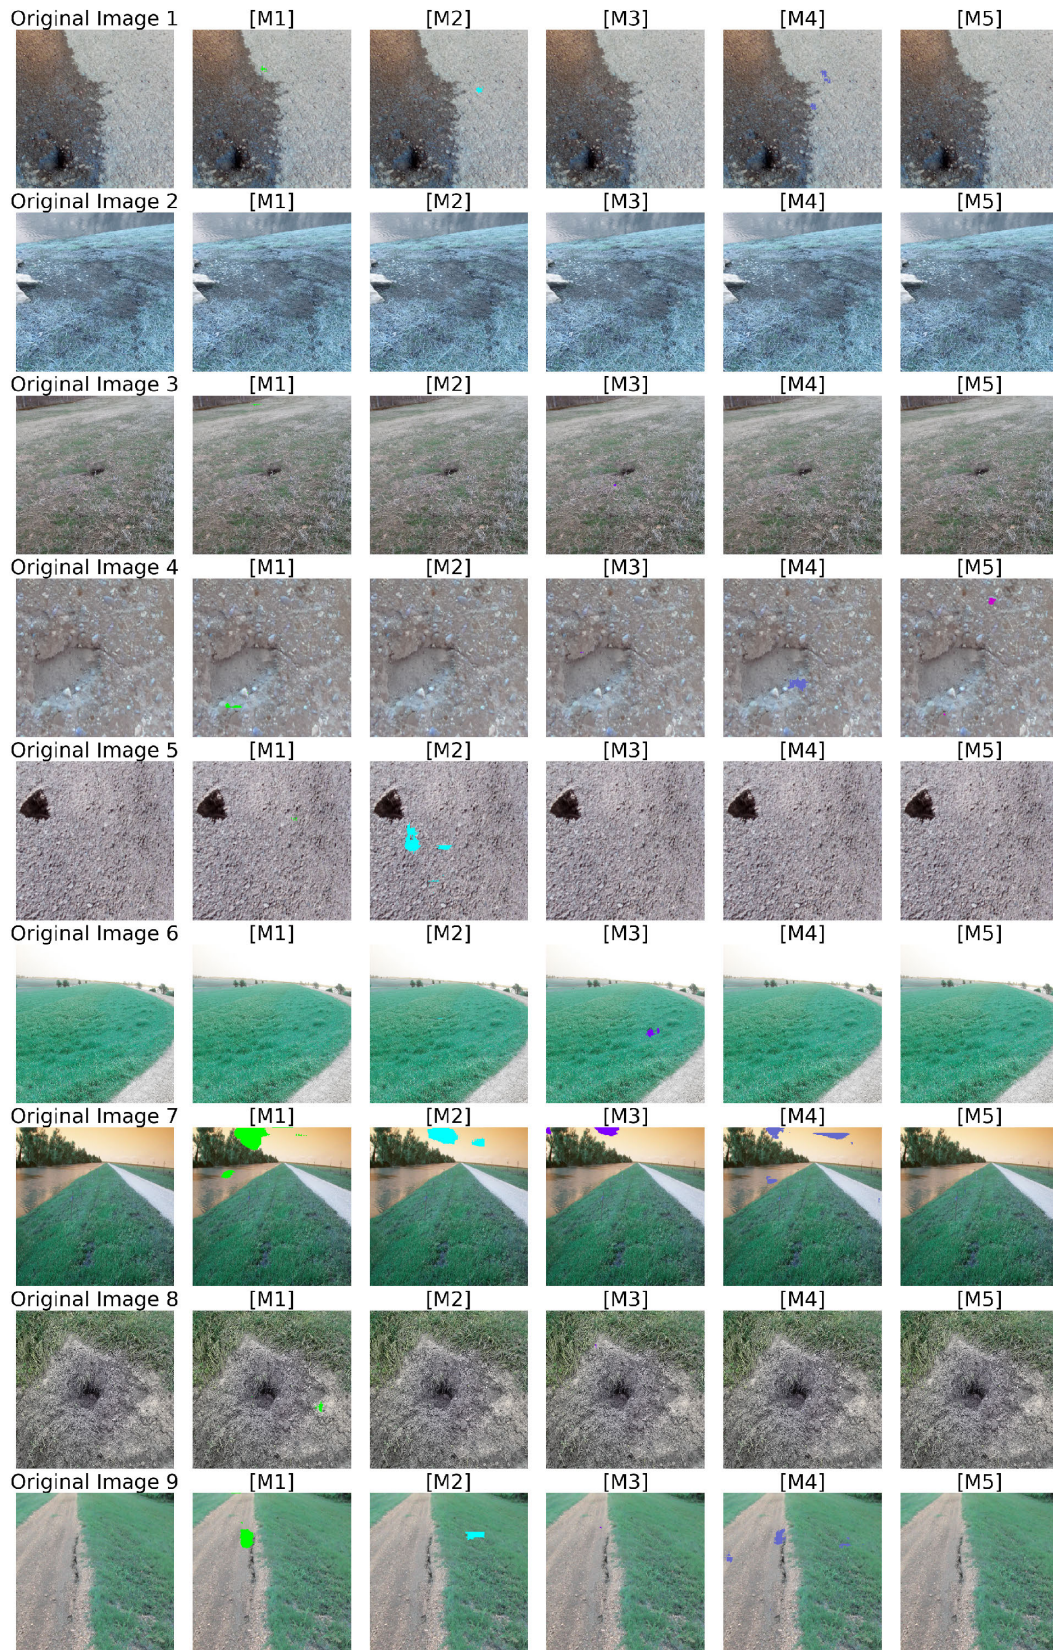 Original Image 1 [M1] [M2] [M3] [M4] [M5]
Original Image 2 [M1] [M2] [M3] [M4] [M5]
Original Image 3 [M1] [M2] [M3] [M4] [M5]
Original Image 4 [M1] [M2] [M3] [M4] [M5]
Original Image 5 [M1] [M2] [M3] [M4] [M5]
Original Image 6 [M1] [M2] [M3] [M4] [M5]
Original Image 7 [M1] [M2] [M3] [M4] [M5]
Original Image 8 [M1] [M2] [M3] [M4] [M5]
Original Image 9 [M1] [M2] [M3] [M4] [M5]